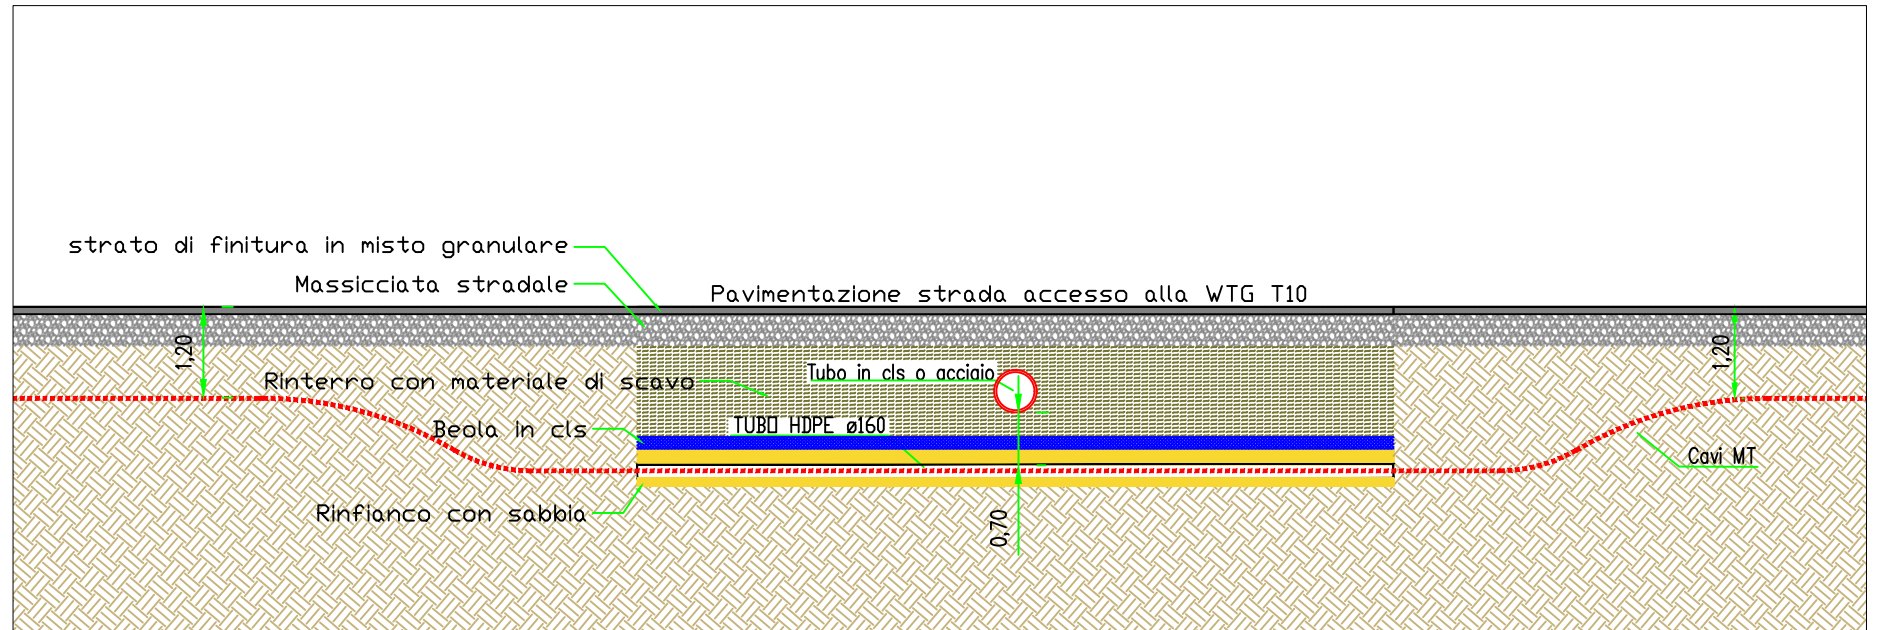 strato di finitura in misto granulare
Massicciata stradale
Pavimentazione strada accesso alla WTG T10
1,20
1,20
Tubo in cls o acciaio
Rinterro con materiale di scavo
TUBO HDPE ø160
Beola in cls
Cavi MT
Rinfianco con sabbia
0,70